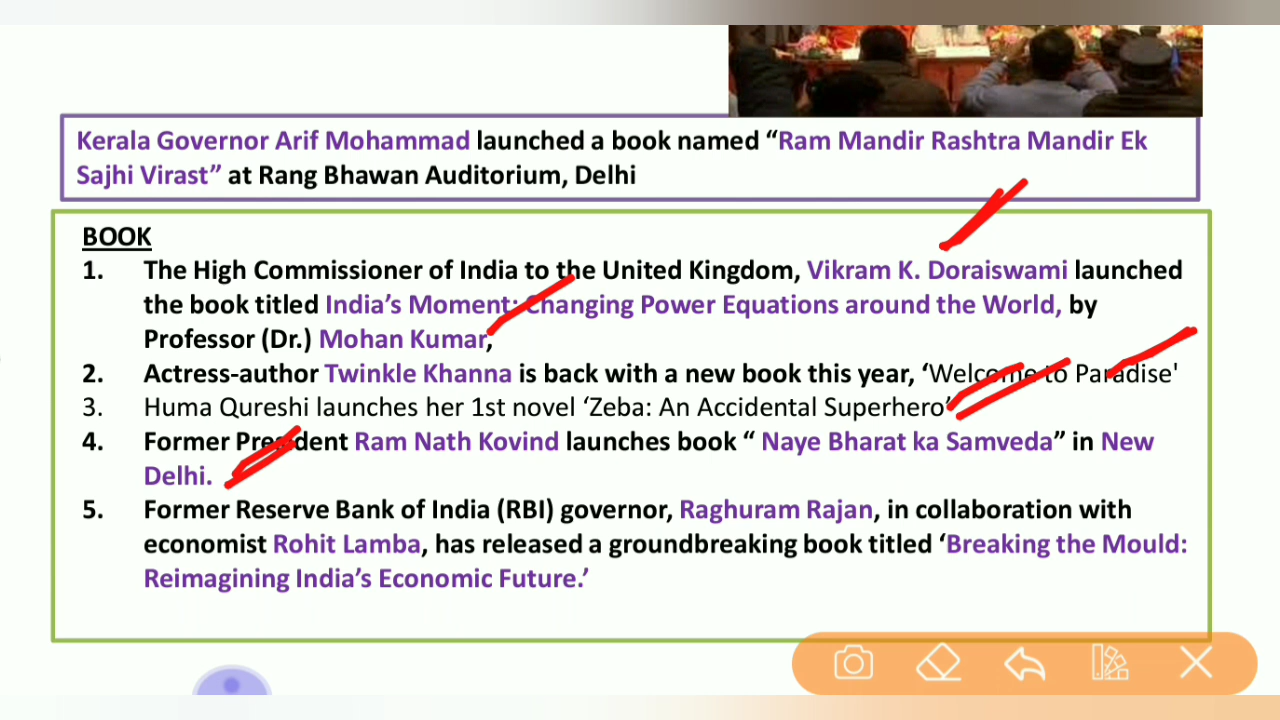 Kerala Governor Arif Mohammad launched a book named “Ram Mandir Rashtra Mandir Ek
Sajhi Virast” at Rang Bhawan Auditorium, Delhi
BOOK
1. The High Commissioner of India to the United Kingdom, Vikram K. Doraiswami launched
the book titled India’s Moment: Changing Power Equations around the World, by
Professor (Dr.) Mohan Kumar,
2. Actress-author Twinkle Khanna is back with a new book this year, ‘Welcome to Paradise'
3. Huma Qureshi launches her 1st novel ‘Zeba: An Accidental Superhero’
4. Former President Ram Nath Kovind launches book “ Naye Bharat ka Samveda” in New
Delhi.
5. Former Reserve Bank of India (RBI) governor, Raghuram Rajan, in collaboration with
economist Rohit Lamba, has released a groundbreaking book titled ‘Breaking the Mould:
Reimagining India’s Economic Future.’